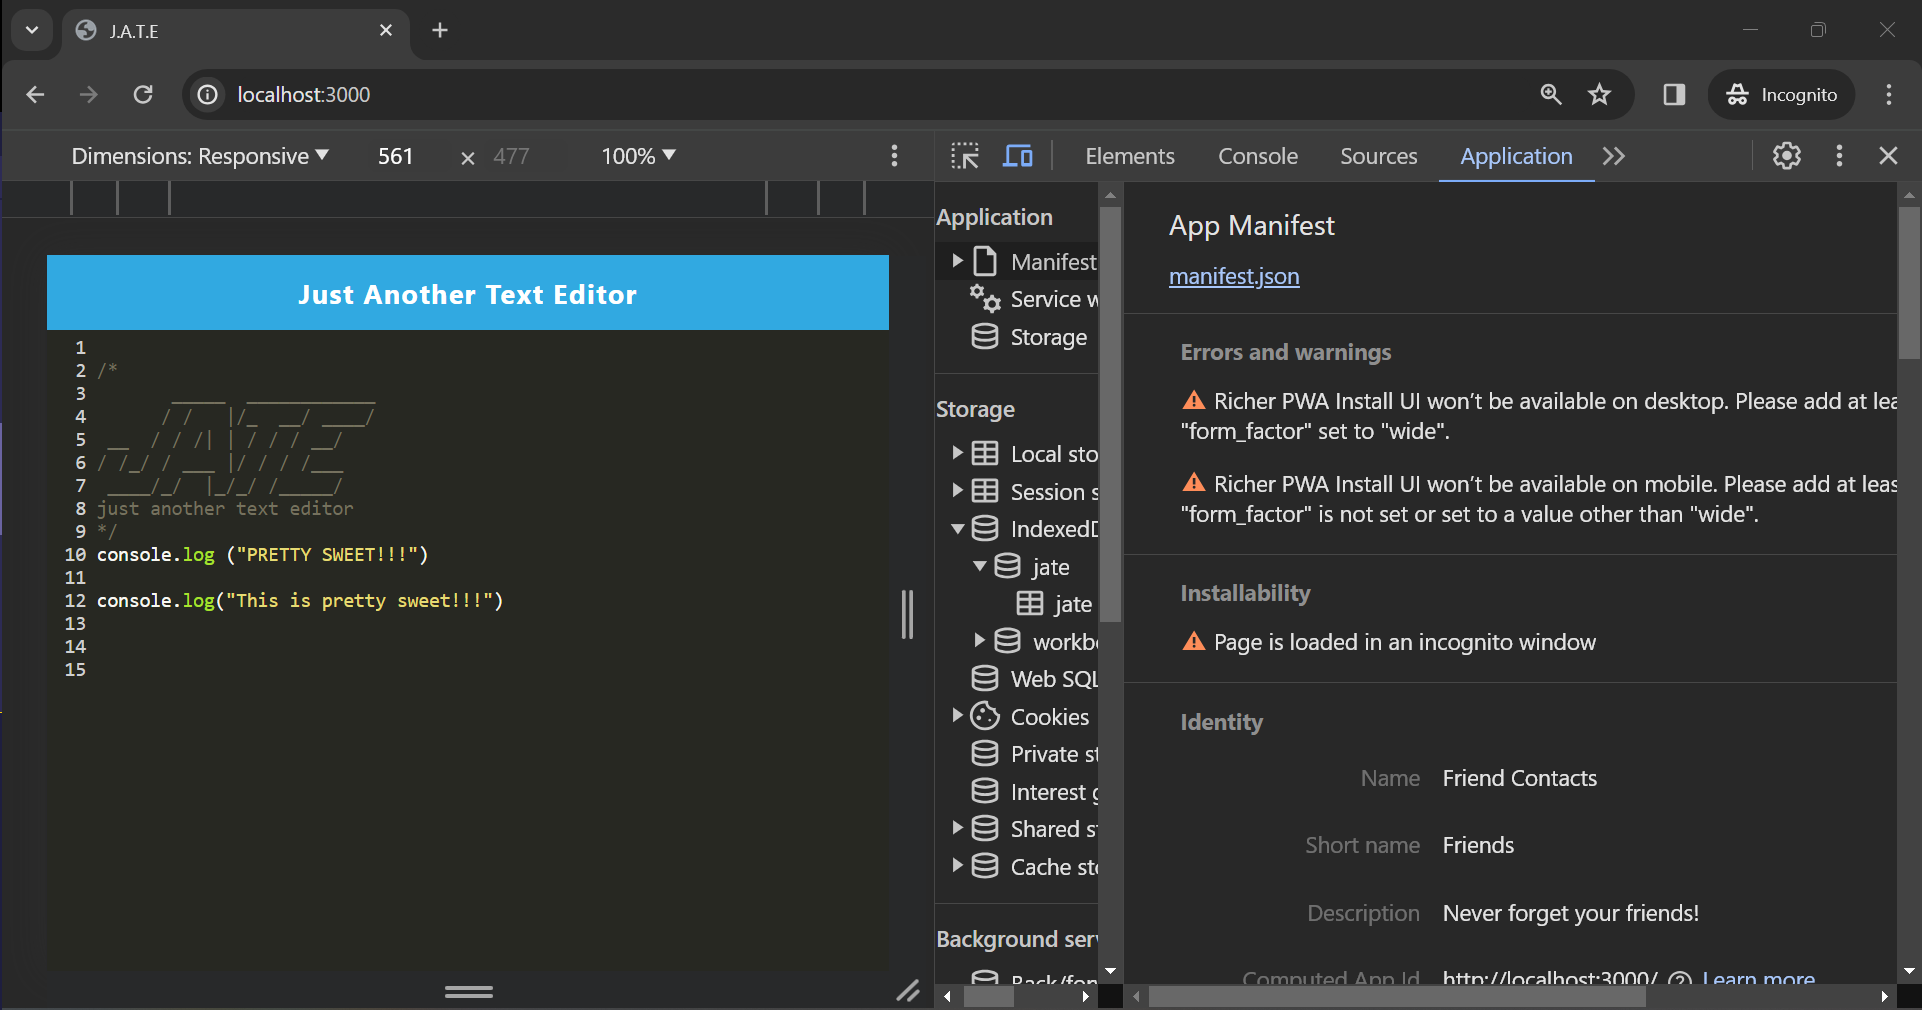 J.A.T.E
localhost:3000
Incognito
Dimensions: Responsive 561 × 477 100%
Elements Console Sources Application
Just Another Text Editor
1
2 /*
3 _____ ____________
4 / / |/_ __/ ____/
5 __ / / /| | / / / __/
6 / /_/ / ___ |/ / / /___
7 ____/_/ |_/_/ /_____/
8 just another text editor
9 */
10 console.log ("PRETTY SWEET!!!")
11
12 console.log("This is pretty sweet!!!")
13
14
15
Application
Manifest
Service w
Storage
Storage
Local sto
Session s
IndexedD
jate
jate
workbo
Web SQL
Cookies
Private st
Interest g
Shared st
Cache sto
Background serv
Back/for
App Manifest
manifest.json
Errors and warnings
Richer PWA Install UI won’t be available on desktop. Please add at lea
"form_factor" set to "wide".
Richer PWA Install UI won’t be available on mobile. Please add at leas
"form_factor" is not set or set to a value other than "wide".
Installability
Page is loaded in an incognito window
Identity
Name Friend Contacts
Short name Friends
Description Never forget your friends!
Computed App Id http://localhost:3000/ Learn more